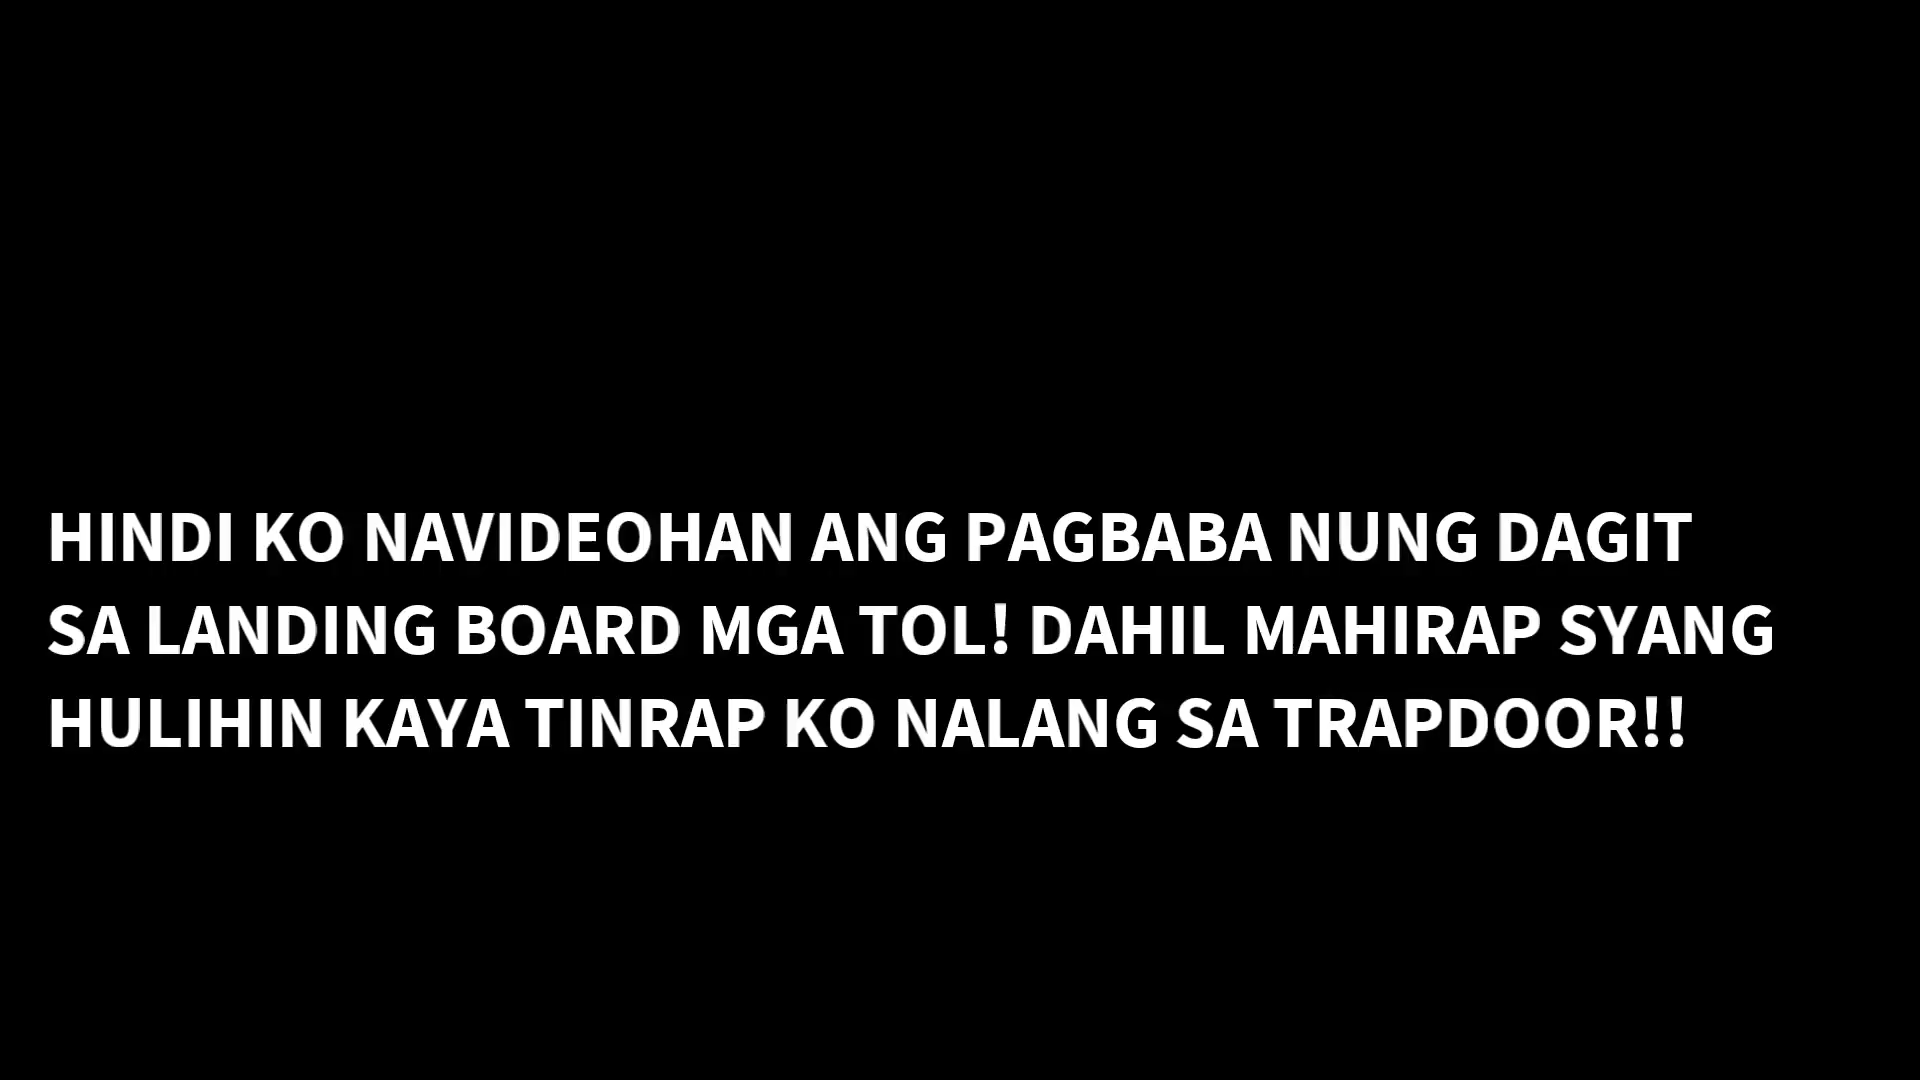 HINDI KO NAVIDEOHAN ANG PAGBABA NUNG DAGIT
SA LANDING BOARD MGA TOL! DAHIL MAHIRAP SYANG
HULIHIN KAYA TINRAP KO NALANG SA TRAPDOOR!!